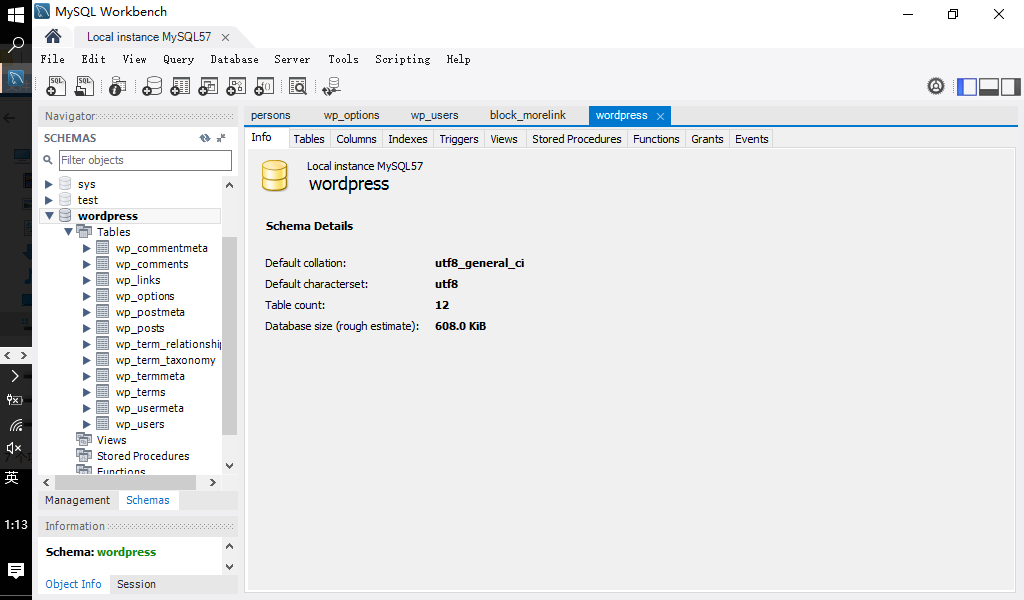 MySQL Workbench
Local instance MySQL57
File Edit View Query Database Server Tools Scripting Help
Navigator
SCHEMAS
Filter objects
sys
test
wordpress
Tables
wp_commentmeta
wp_comments
wp_links
wp_options
wp_postmeta
wp_posts
wp_term_relationshi
wp_term_taxonomy
wp_termmeta
wp_terms
wp_usermeta
wp_users
Views
Stored Procedures
Functions
Management Schemas
Information
Schema: wordpress
Object Info Session
persons wp_options wp_users block_morelink wordpress
Info Tables Columns Indexes Triggers Views Stored Procedures Functions Grants Events
Local instance MySQL57
wordpress
Schema Details
Default collation: utf8_general_ci
Default characterset: utf8
Table count: 12
Database size (rough estimate): 608.0 KiB
英
1:13